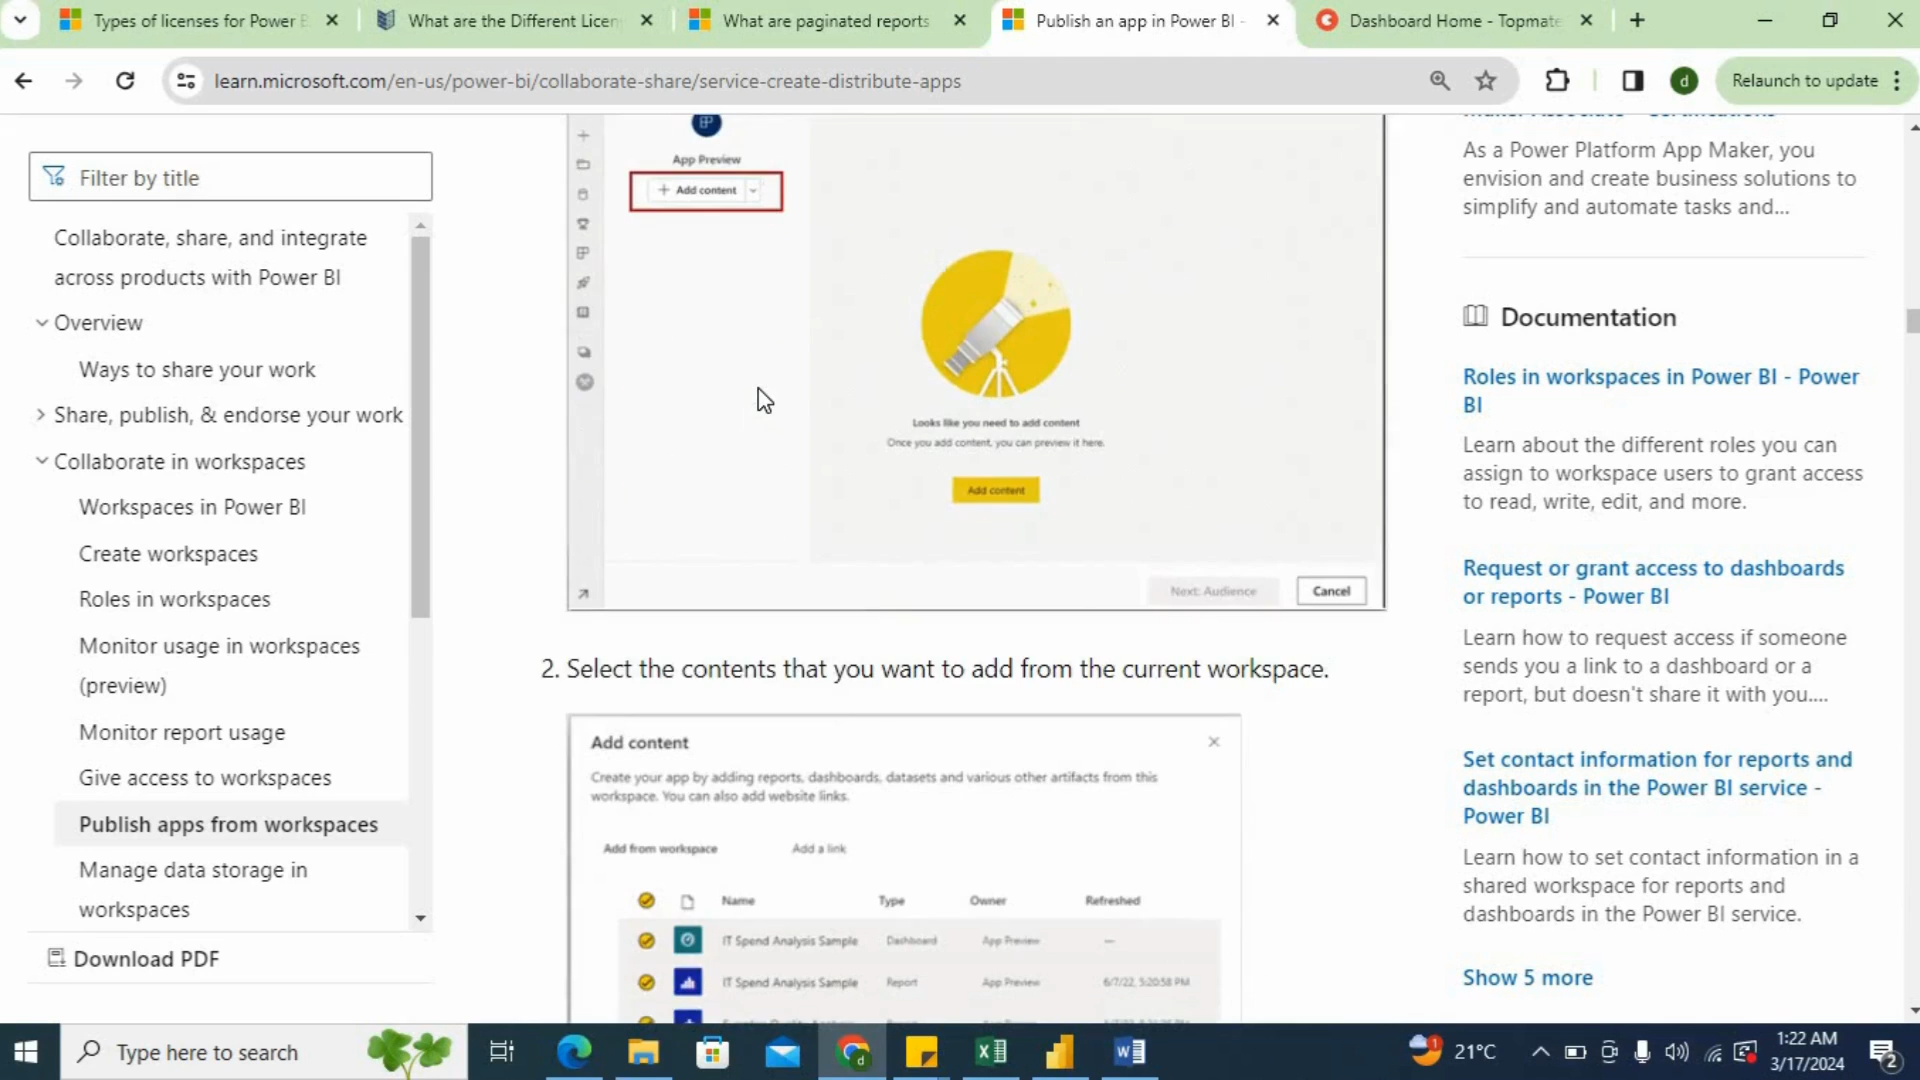 Types of licenses for Power B
What are the Different Licen
What are paginated reports
Publish an app in Power BI -
Dashboard Home - Topmate
learn.microsoft.com/en-us/power-bi/collaborate-share/service-create-distribute-apps
d
Relaunch to update
Filter by title
Collaborate, share, and integrate
across products with Power BI
Overview
Ways to share your work
Share, publish, & endorse your work
Collaborate in workspaces
Workspaces in Power BI
Create workspaces
Roles in workspaces
Monitor usage in workspaces
(preview)
Monitor report usage
Give access to workspaces
Publish apps from workspaces
Manage data storage in
workspaces
Download PDF
App Preview
+ Add content
Looks like you need to add content
Once you add content, you can preview it here.
Add content
Next: Audience
Cancel
2. Select the contents that you want to add from the current workspace.
Add content
Create your app by adding reports, dashboards, datasets and various other artifacts from this
workspace. You can also add website links.
Add from workspace
Add a link
Name Type Owner Refreshed
IT Spend Analysis Sample Dashboard App Preview —
IT Spend Analysis Sample Report App Preview 6/7/22, 5:20:58 PM
As a Power Platform App Maker, you
envision and create business solutions to
simplify and automate tasks and...
Documentation
Roles in workspaces in Power BI - Power
BI
Learn about the different roles you can
assign to workspace users to grant access
to read, write, edit, and more.
Request or grant access to dashboards
or reports - Power BI
Learn how to request access if someone
sends you a link to a dashboard or a
report, but doesn't share it with you....
Set contact information for reports and
dashboards in the Power BI service -
Power BI
Learn how to set contact information in a
shared workspace for reports and
dashboards in the Power BI service.
Show 5 more
Type here to search
21°C
1:22 AM
3/17/2024
2